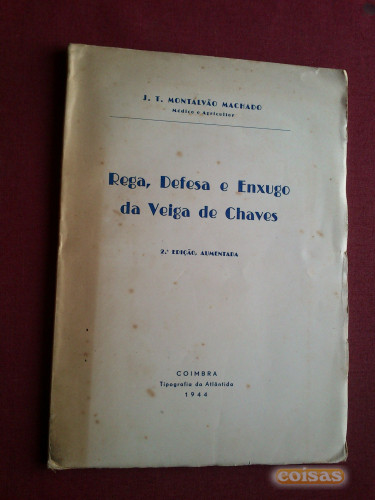 J. T. MONTALVÃO MACHADO
Médico e Agricultor
Rega, Defesa e Enxugo
da Veiga de Chaves
2.ª EDIÇÃO, AUMENTADA
COIMBRA
Tipografia da Atlântida
1944
coisas